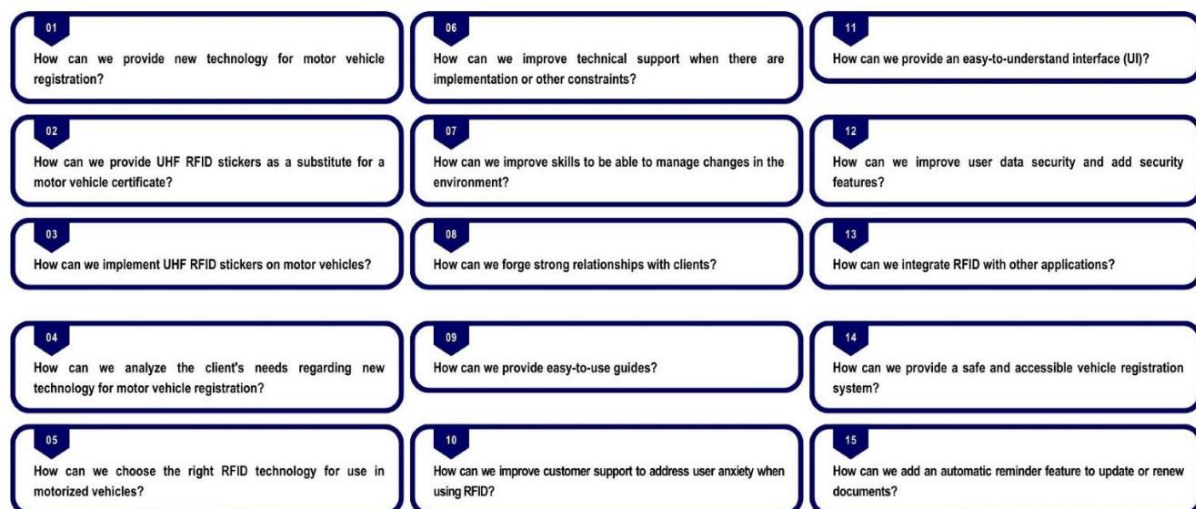 01
How can we provide new technology for motor vehicle
registration?
02
How can we provide UHF RFID stickers as a substitute for a
motor vehicle certificate?
03
How can we implement UHF RFID stickers on motor vehicles?
04
How can we analyze the client's needs regarding new
technology for motor vehicle registration?
05
How can we choose the right RFID technology for use in
motorized vehicles?
06
How can we improve technical support when there are
implementation or other constraints?
07
How can we improve skills to be able to manage changes in the
environment?
08
How can we forge strong relationships with clients?
09
How can we provide easy-to-use guides?
10
How can we improve customer support to address user anxiety when
using RFID?
11
How can we provide an easy-to-understand interface (UI)?
12
How can we improve user data security and add security
features?
13
How can we integrate RFID with other applications?
14
How can we provide a safe and accessible vehicle registration
system?
15
How can we add an automatic reminder feature to update or renew
documents?